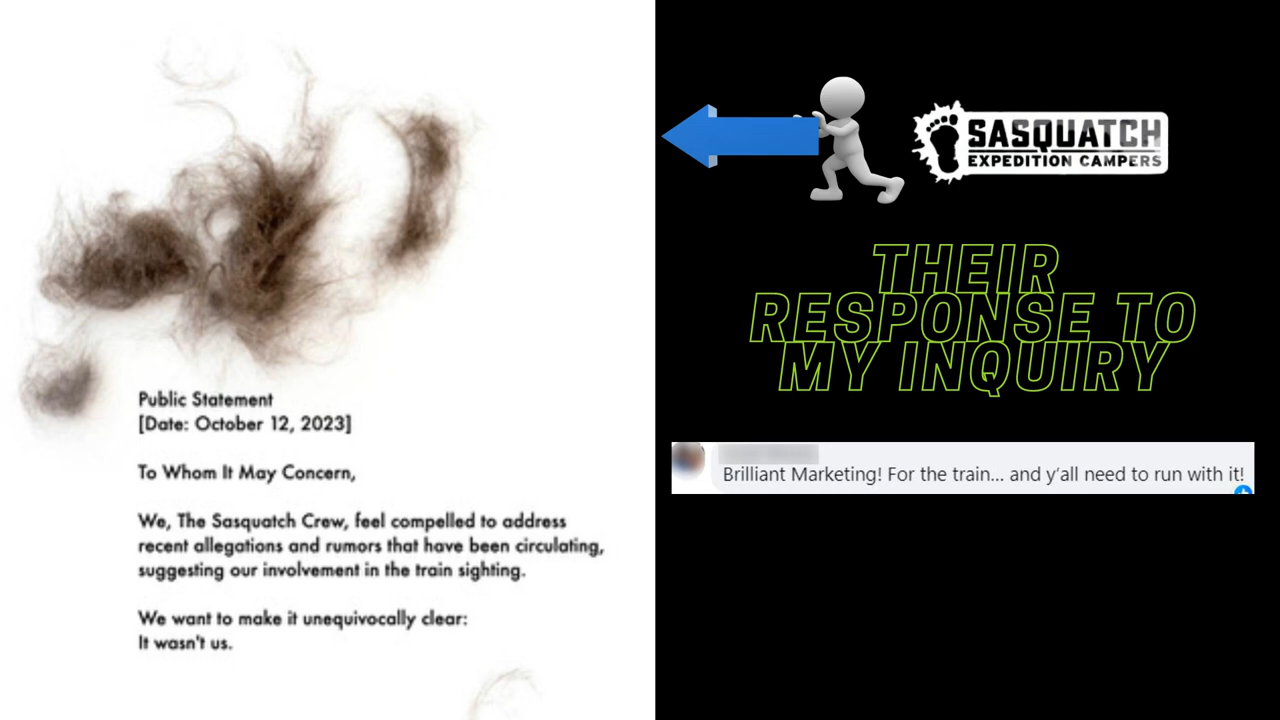 Public Statement
[Date: October 12, 2023]
To Whom It May Concern,
We, The Sasquatch Crew, feel compelled to address
recent allegations and rumors that have been circulating,
suggesting our involvement in the train sighting.
We want to make it unequivocally clear:
It wasn't us.
SASQUATCH
EXPEDITION CAMPERS
THEIR
RESPONSE TO
MY INQUIRY
Brilliant Marketing! For the train... and y'all need to run with it!